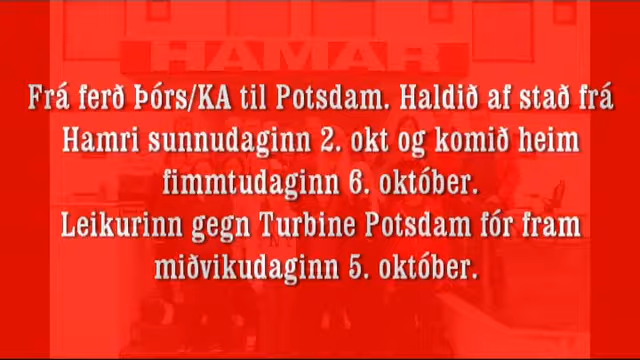 HAMAR
Frá ferð Þórs/KA til Potsdam. Haldið af stað frá
Hamri sunnudaginn 2. okt og komið heim
fimmtudaginn 6. október.
Leikurinn gegn Turbine Potsdam fór fram
miðvikudaginn 5. október.